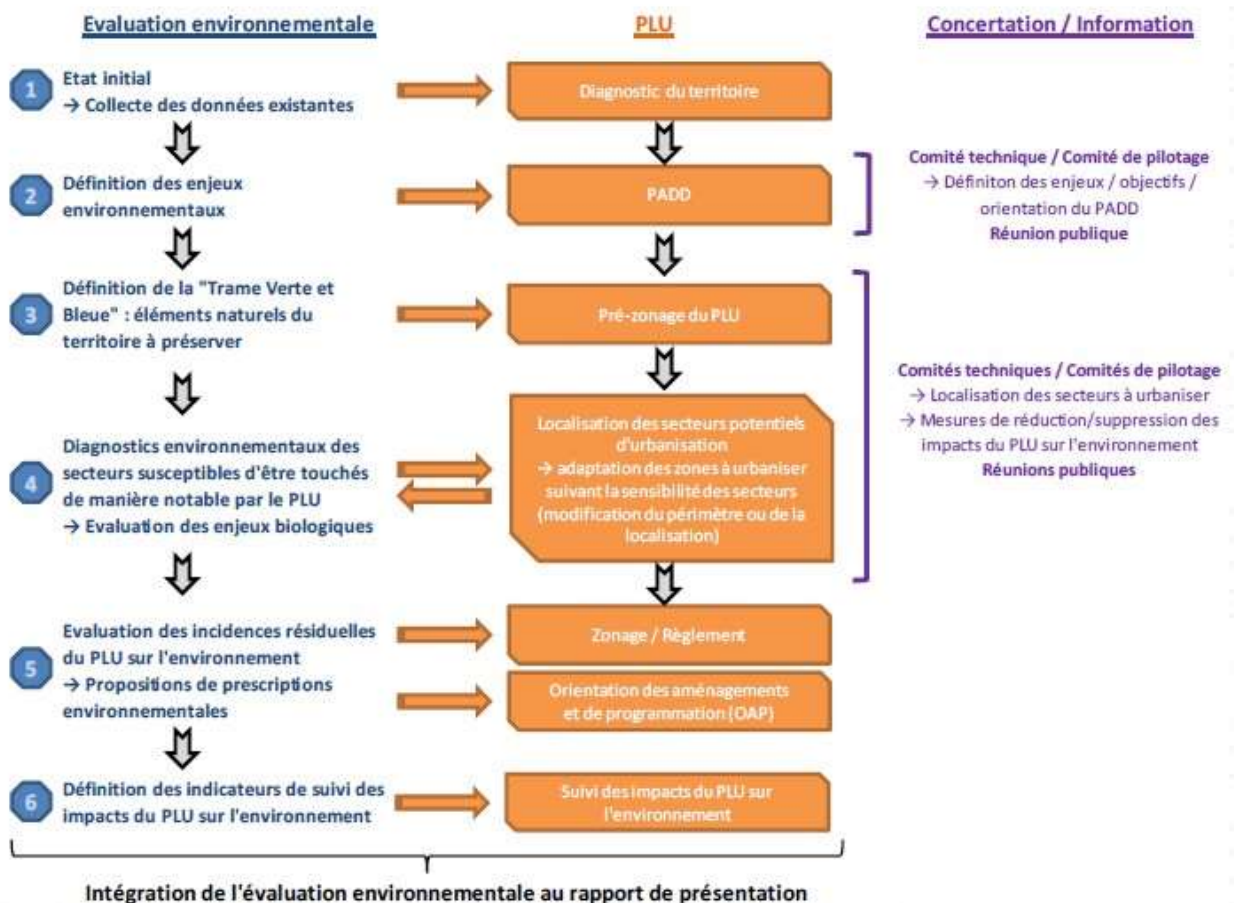 Evaluation environnementale
PLU
Concertation / Information
1
Etat initial
→ Collecte des données existantes
Diagnostic du territoire
2
Définition des enjeux
environnementaux
PADD
Comité technique / Comité de pilotage
→ Définiton des enjeux / objectifs /
orientation du PADD
Réunion publique
3
Définition de la "Trame Verte et
Bleue" : éléments naturels du
territoire à préserver
Pré-zonage du PLU
Comités techniques / Comités de pilotage
→ Localisation des secteurs à urbaniser
→ Mesures de réduction/suppression des
impacts du PLU sur l'environnement
Réunions publiques
4
Diagnostics environnementaux des
secteurs susceptibles d'être touchés
de manière notable par le PLU
→ Evaluation des enjeux biologiques
Localisation des secteurs potentiels
d'urbanisation
→ adaptation des zones à urbaniser
suivant la sensibilité des secteurs
(modification du périmètre ou de la
localisation)
5
Evaluation des incidences résiduelles
du PLU sur l'environnement
→ Propositions de prescriptions
environnementales
Zonage / Règlement
Orientation des aménagements
et de programmation (OAP)
6
Définition des indicateurs de suivi des
impacts du PLU sur l'environnement
Suivi des impacts du PLU sur
l'environnement
Intégration de l'évaluation environnementale au rapport de présentation